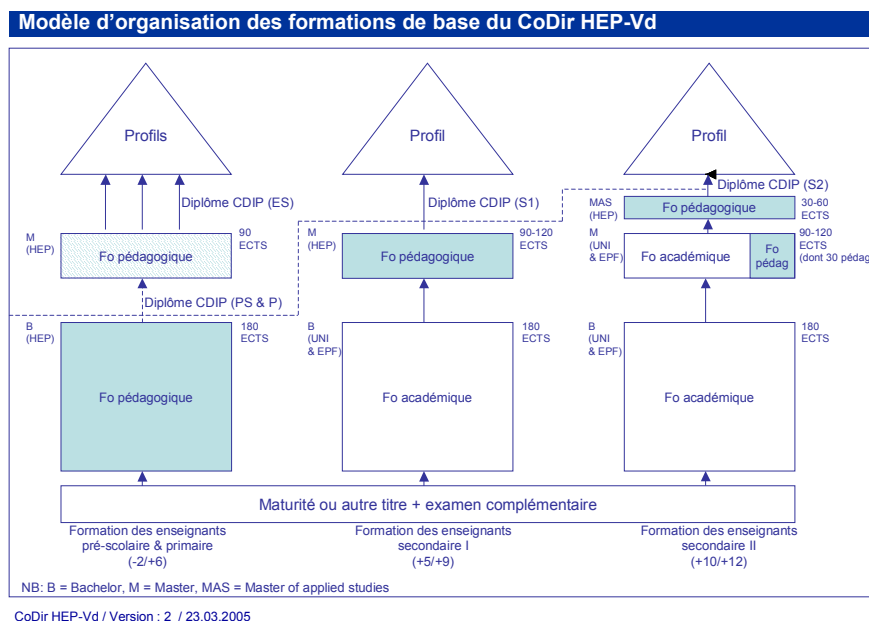 Modèle d'organisation des formations de base du CoDir HEP-Vd
Profils
Profil
Profil
Diplôme CDIP (ES)
Diplôme CDIP (S1)
Diplôme CDIP (S2)
MAS
(HEP)
Fo pédagogique
30-60
ECTS
M
(HEP)
Fo pédagogique
90
ECTS
M
(HEP)
Fo pédagogique
90-120
ECTS
M
(UNI
& EPF)
Fo académique
Fo
pédag
90-120
ECTS
(dont 30 pédag
Diplôme CDIP (PS & P)
B
(HEP)
Fo pédagogique
180
ECTS
B
(UNI
& EPF)
Fo académique
180
ECTS
B
(UNI
& EPF)
Fo académique
180
ECTS
Maturité ou autre titre + examen complémentaire
Formation des enseignants
pré-scolaire & primaire
(-2/+6)
Formation des enseignants
secondaire I
(+5/+9)
Formation des enseignants
secondaire II
(+10/+12)
NB: B = Bachelor, M = Master, MAS = Master of applied studies
CoDir HEP-Vd / Version : 2 / 23.03.2005